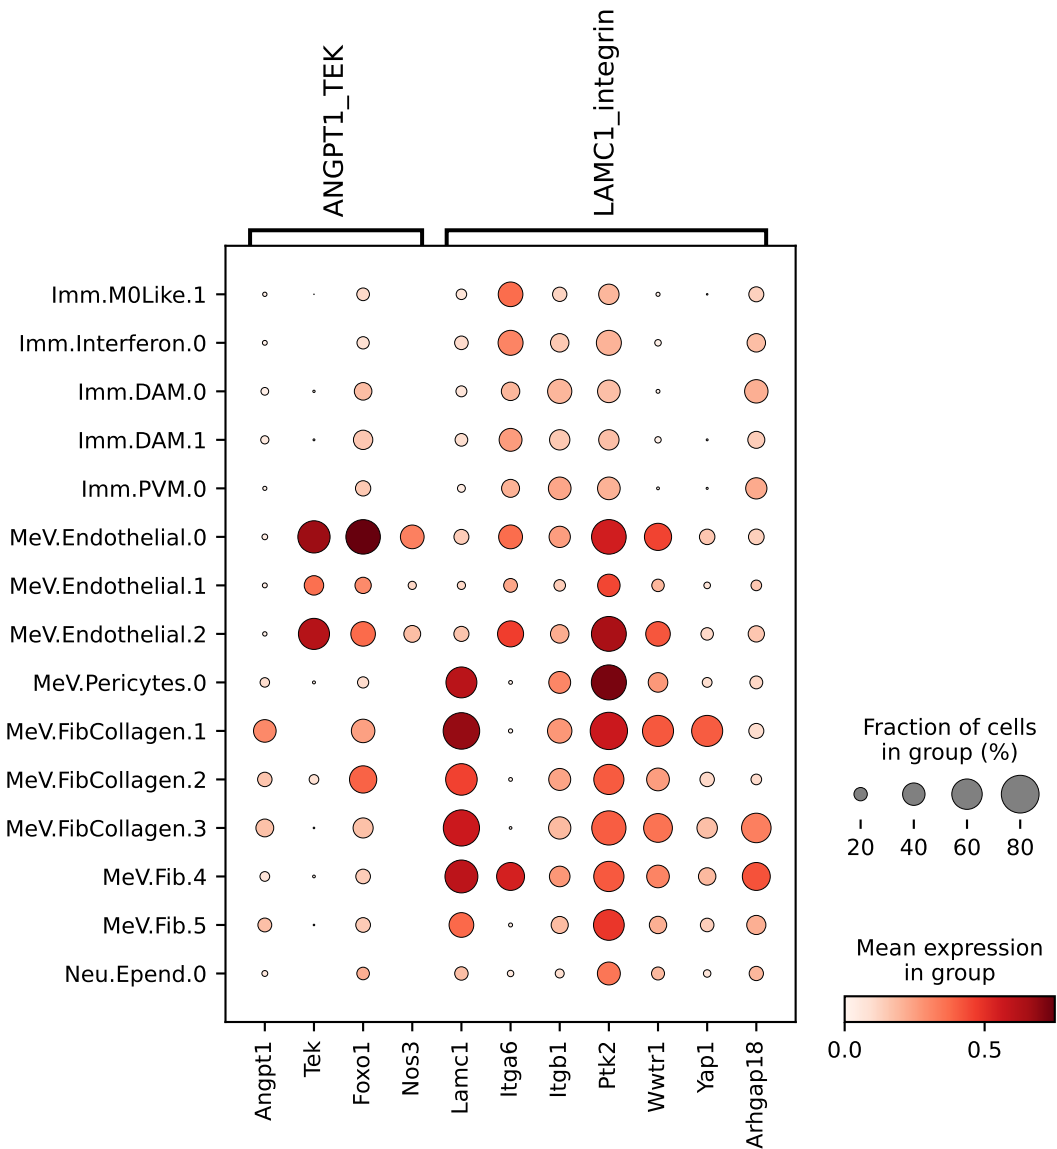 ANGPT1_TEK
LAMC1_integrin
Imm.M0Like.1
Imm.Interferon.0
Imm.DAM.0
Imm.DAM.1
Imm.PVM.0
MeV.Endothelial.0
MeV.Endothelial.1
MeV.Endothelial.2
MeV.Pericytes.0
MeV.FibCollagen.1
MeV.FibCollagen.2
MeV.FibCollagen.3
MeV.Fib.4
MeV.Fib.5
Neu.Epend.0
Angpt1
Tek
Foxo1
Nos3
Lamc1
Itga6
Itgb1
Ptk2
Wwtr1
Yap1
Arhgap18
Fraction of cells
in group (%)
20 40 60 80
Mean expression
in group
0.0 0.5